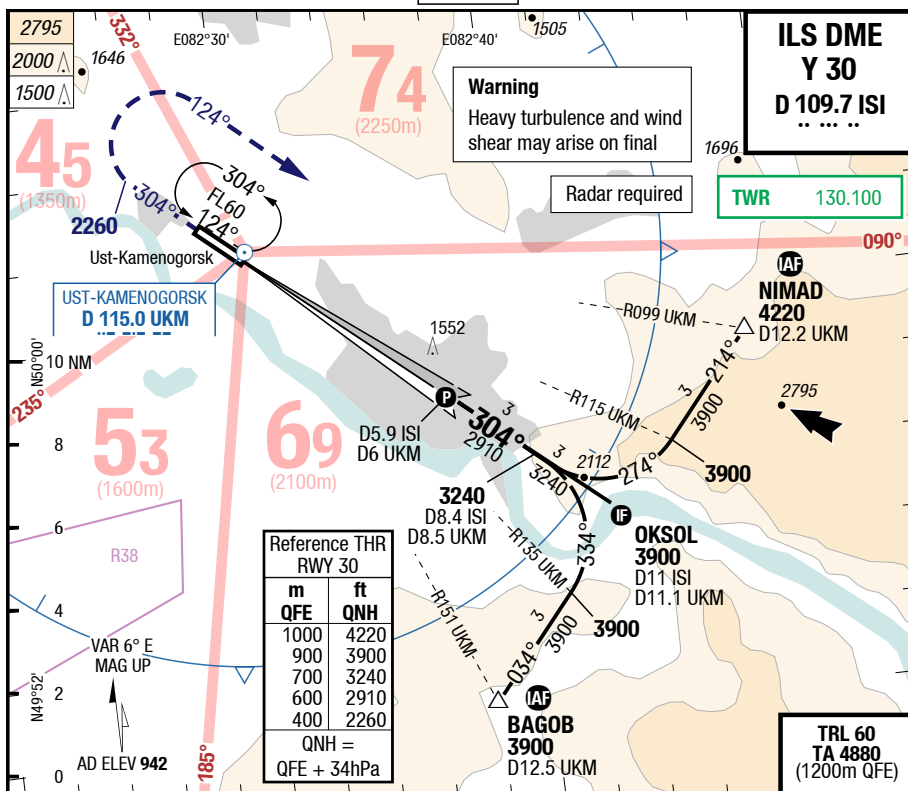 2795
2000
1500
1646
332°
E082°30'
E082°40'
1505
ILS DME
Y 30
D 109.7 ISI
74
(2250m)
Warning
Heavy turbulence and wind
shear may arise on final
1696
Radar required
TWR 130.100
45
(1350m)
124°
304°
2260
304°
FL60
124°
Ust-Kamenogorsk
090°
UST-KAMENOGORSK
D 115.0 UKM
IAF
NIMAD
4220
D12.2 UKM
R099 UKM
1552
N50°00'
10 NM
235°
214°
3
3900
2795
P
D5.9 ISI
D6 UKM
3
304°
2910
R115 UKM
53
(1600m)
69
(2100m)
8
3
3240
2112
274°
3900
3240
D8.4 ISI
D8.5 UKM
IF
OKSOL
3900
D11 ISI
D11.1 UKM
6
R38
Reference THR
RWY 30
m ft
QFE QNH
1000 4220
900 3900
700 3240
600 2910
400 2260
QNH =
QFE + 34hPa
R135 UKM
334°
R151 UKM
3
3900
3900
034°
4
VAR 6° E
MAG UP
N49°52'
2
IAF
BAGOB
3900
D12.5 UKM
AD ELEV 942
0
185°
TRL 60
TA 4880
(1200m QFE)